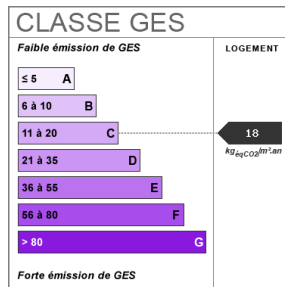 CLASSE GES
Faible émission de GES
LOGEMENT
≤ 5 A
6 à 10 B
11 à 20 C
18
kgéqCO2/m².an
21 à 35 D
36 à 55 E
56 à 80 F
> 80 G
Forte émission de GES